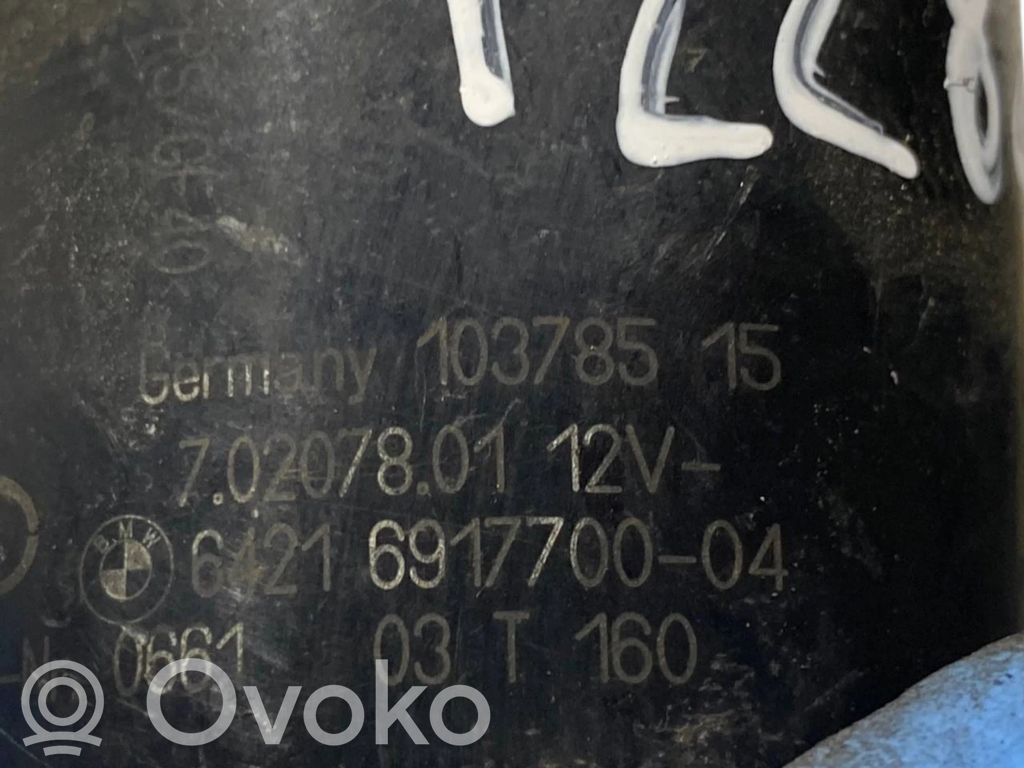 Germany 103785 15
7.02078.01 12V-
BMW 6421 6917700-04
0661 03 T 160
Ovoko